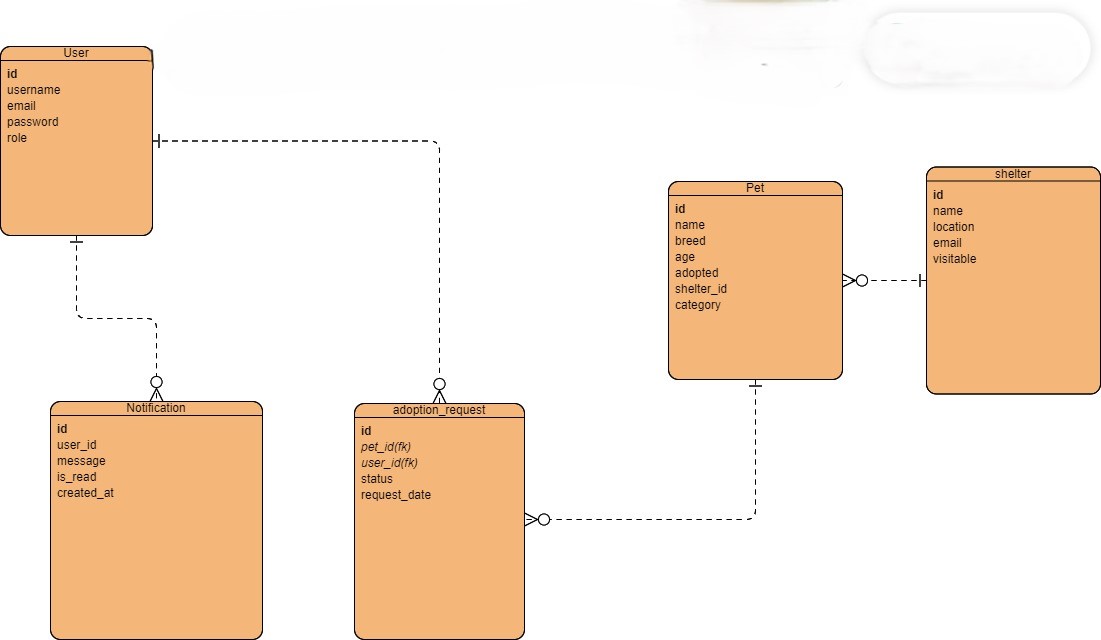 User
id
username
email
password
role
Pet
id
name
breed
age
adopted
shelter_id
category
shelter
id
name
location
email
visitable
Notification
id
user_id
message
is_read
created_at
adoption_request
id
pet_id(fk)
user_id(fk)
status
request_date